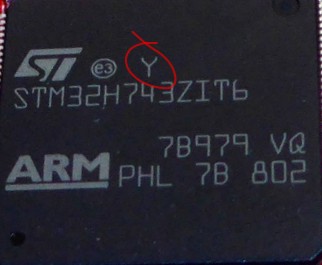 ST e3 Y
STM32H743ZIT6
7B979 VQ
ARM PHL 7B 802